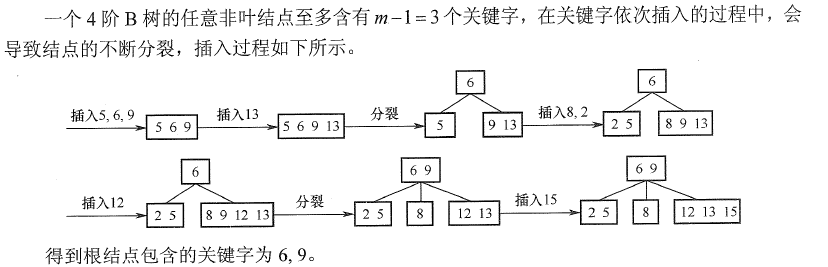 一个4阶B树的任意非叶结点至多含有m-1=3个关键字，在关键字依次插入的过程中，会
导致结点的不断分裂，插入过程如下所示。
插入5, 6, 9
5 6 9
插入13
5 6 9 13
分裂
6
5
9 13
插入8, 2
6
2 5
8 9 13
插入12
6
2 5
8 9 12 13
分裂
6 9
2 5
8
12 13
插入15
6 9
2 5
8
12 13 15
得到根结点包含的关键字为6, 9。